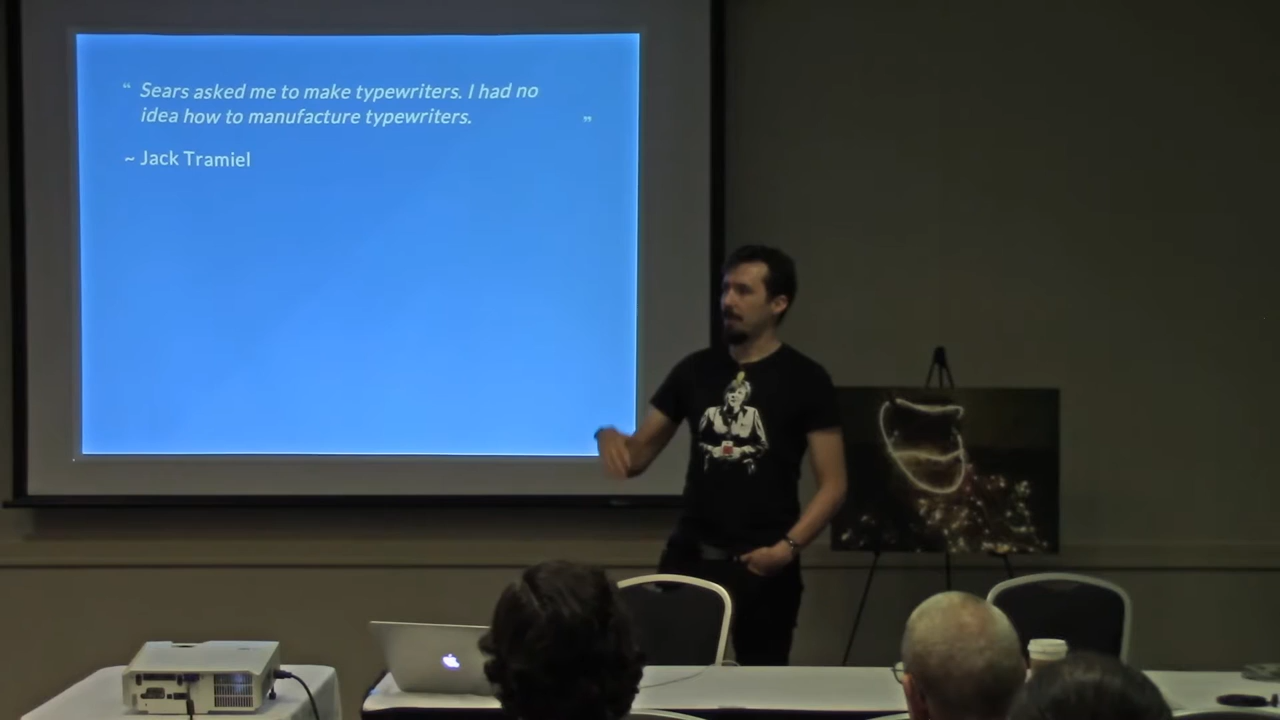 “ Sears asked me to make typewriters. I had no
idea how to manufacture typewriters. ”
~ Jack Tramiel